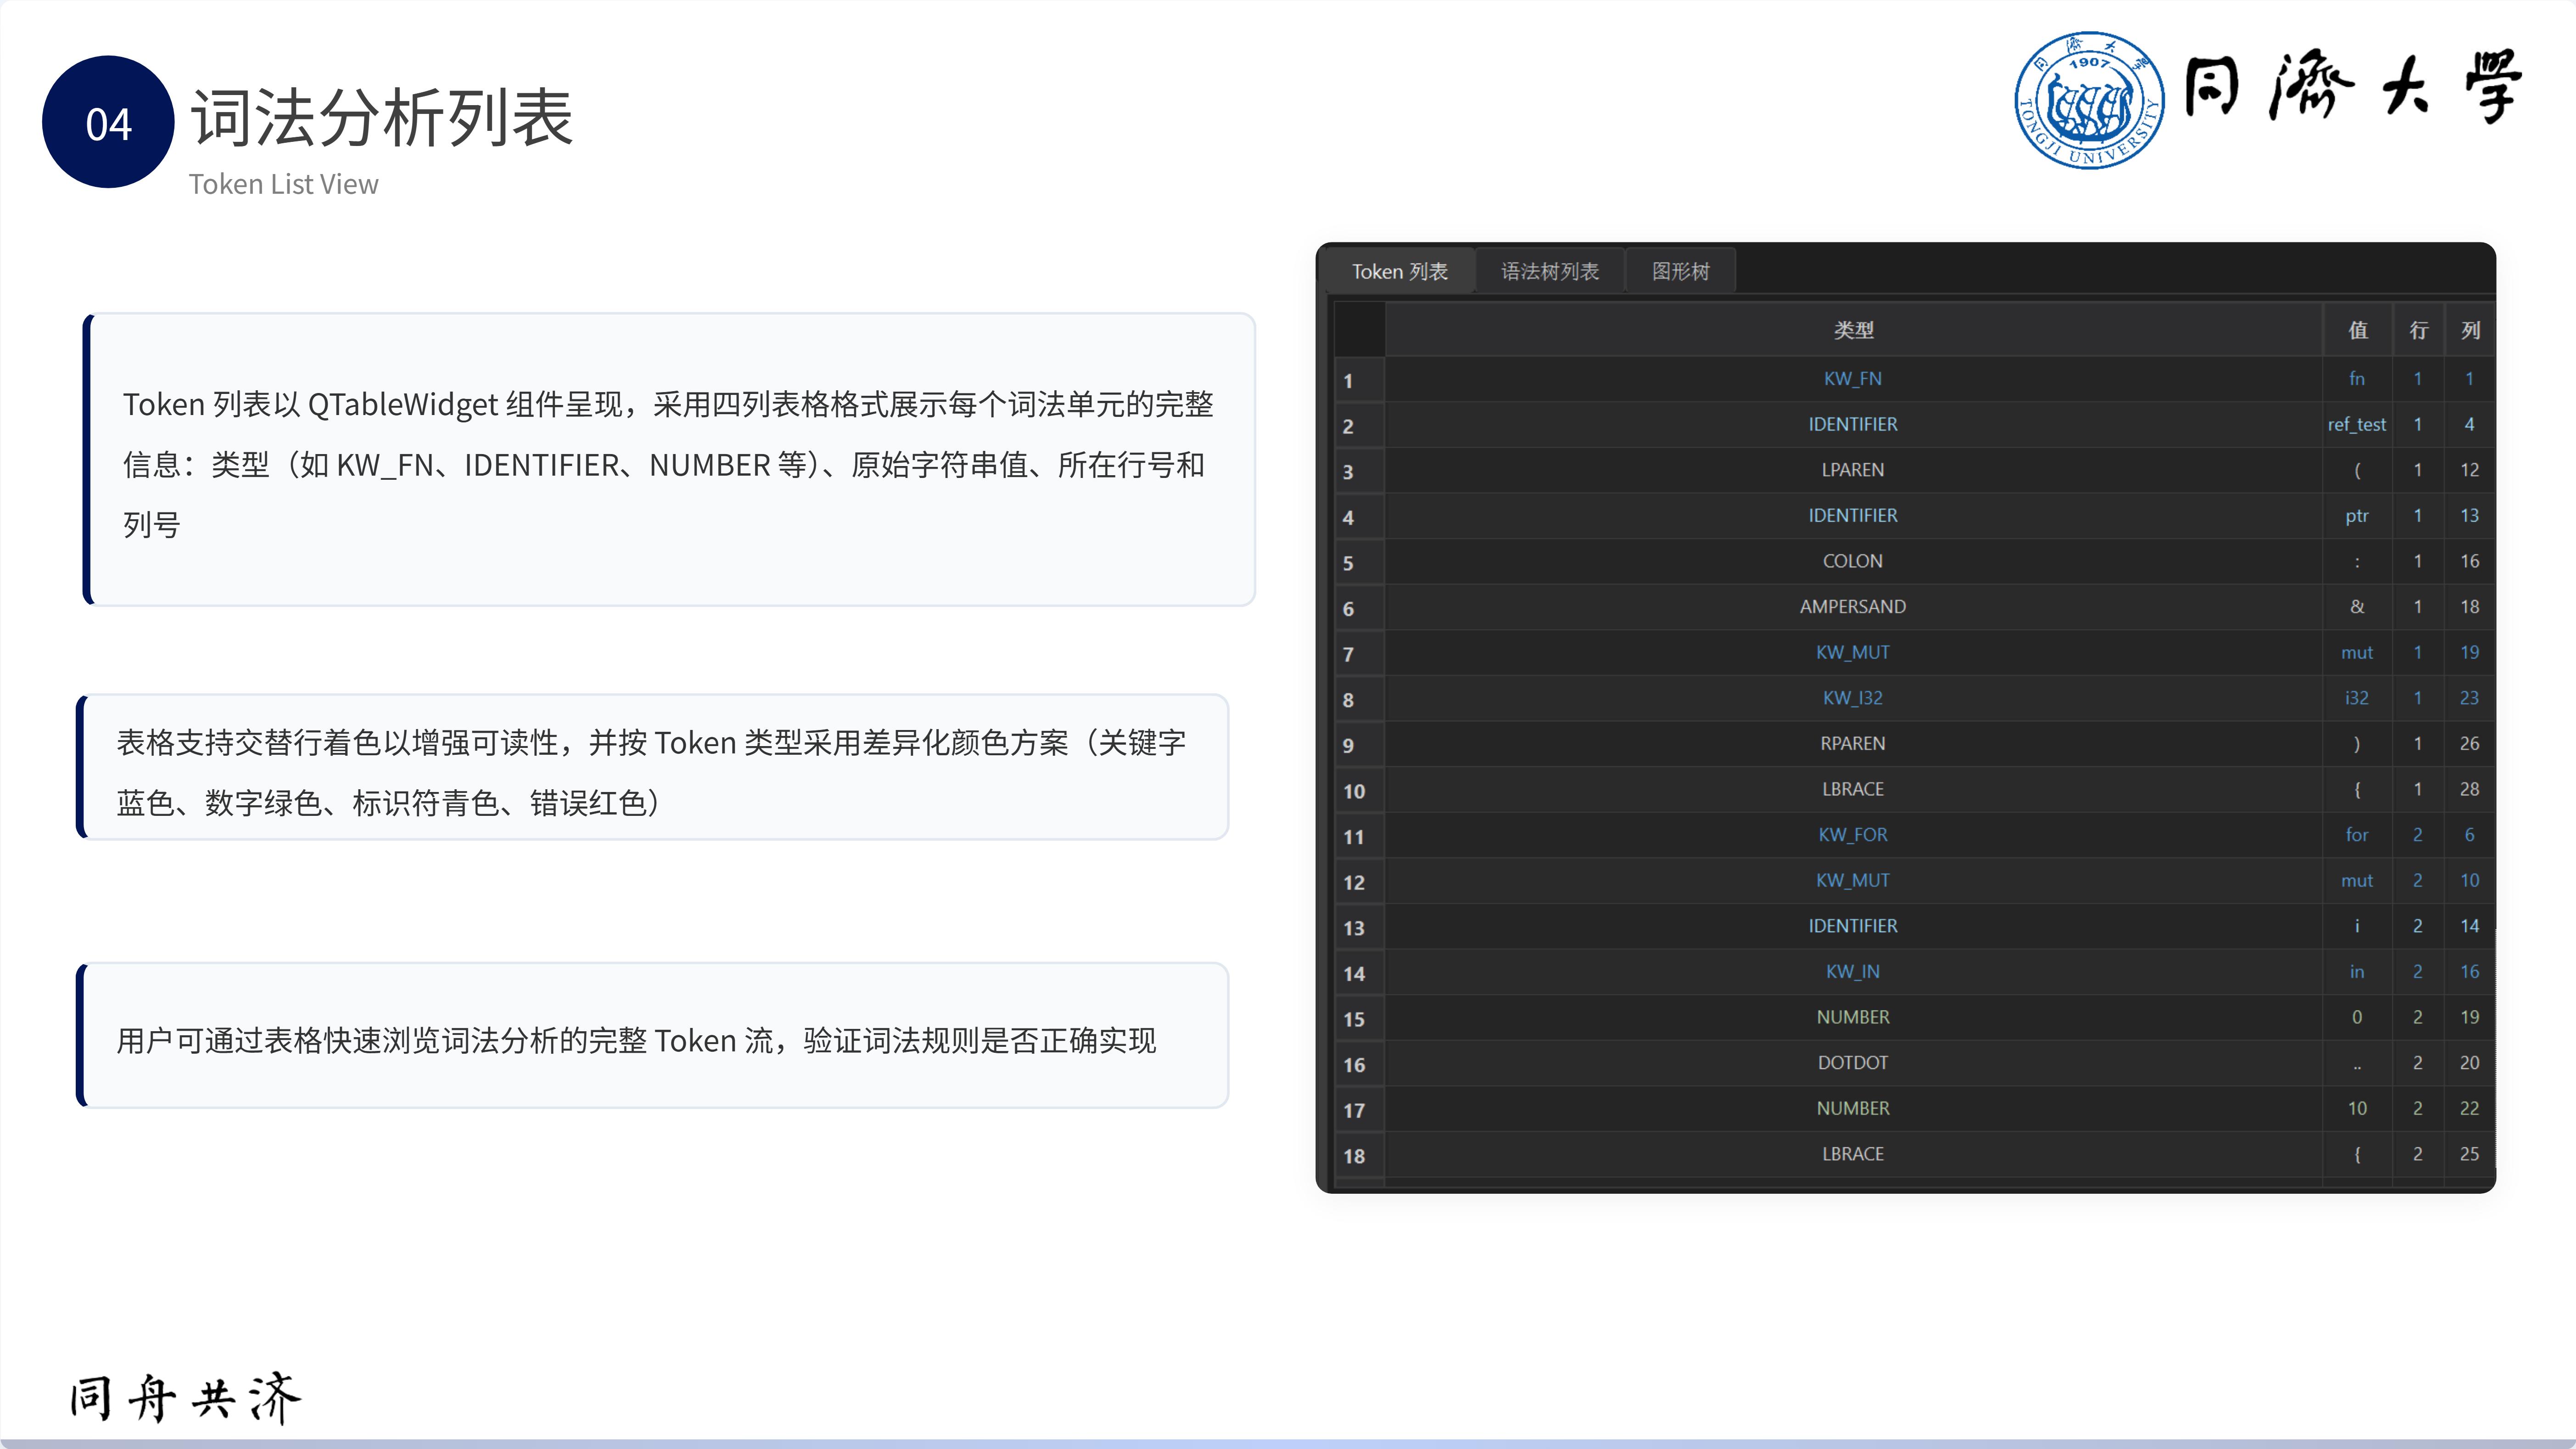 04
词法分析列表
Token List View
同济大学
1907
TONGJI UNIVERSITY
同濟大學
Token 列表以 QTableWidget 组件呈现，采用四列表格格式展示每个词法单元的完整
信息：类型（如 KW_FN、IDENTIFIER、NUMBER 等）、原始字符串值、所在行号和
列号
表格支持交替行着色以增强可读性，并按 Token 类型采用差异化颜色方案（关键字
蓝色、数字绿色、标识符青色、错误红色）
用户可通过表格快速浏览词法分析的完整 Token 流，验证词法规则是否正确实现
Token 列表 语法树列表 图形树
类型 值 行 列
1 KW_FN fn 1 1
2 IDENTIFIER ref_test 1 4
3 LPAREN ( 1 12
4 IDENTIFIER ptr 1 13
5 COLON : 1 16
6 AMPERSAND & 1 18
7 KW_MUT mut 1 19
8 KW_I32 i32 1 23
9 RPAREN ) 1 26
10 LBRACE { 1 28
11 KW_FOR for 2 6
12 KW_MUT mut 2 10
13 IDENTIFIER i 2 14
14 KW_IN in 2 16
15 NUMBER 0 2 19
16 DOTDOT .. 2 20
17 NUMBER 10 2 22
18 LBRACE { 2 25
同舟共济